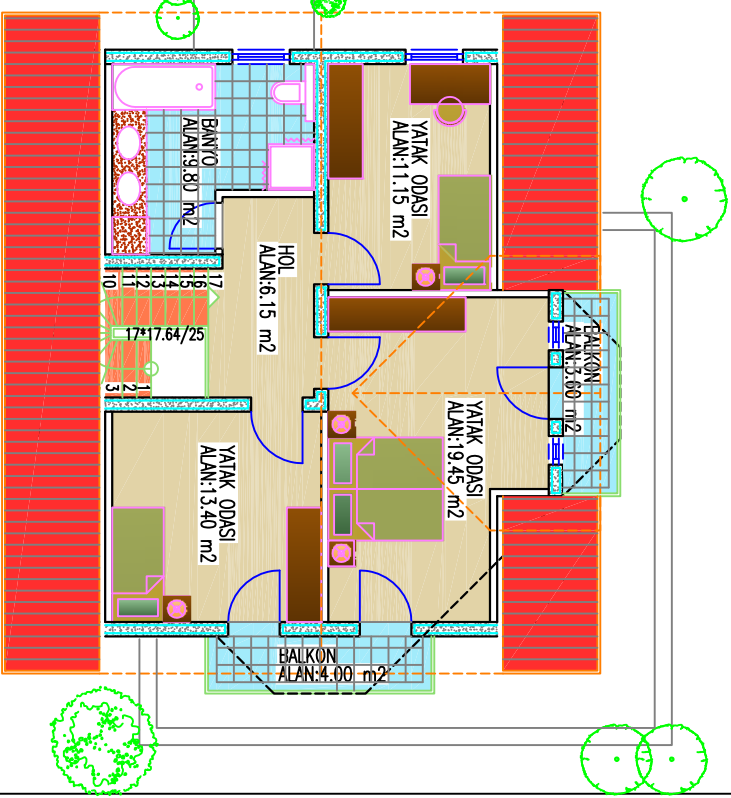 BANYO
ALAN:9.80 m2
YATAK ODASI
ALAN:11.15 m2
HOL
ALAN:6.15 m2
17
16
15
14
13
12
11
10
17*17.64/25
3
2
1
BALKON
ALAN:3.60 m2
YATAK ODASI
ALAN:19.45 m2
YATAK ODASI
ALAN:13.40 m2
BALKON
ALAN:4.00 m2